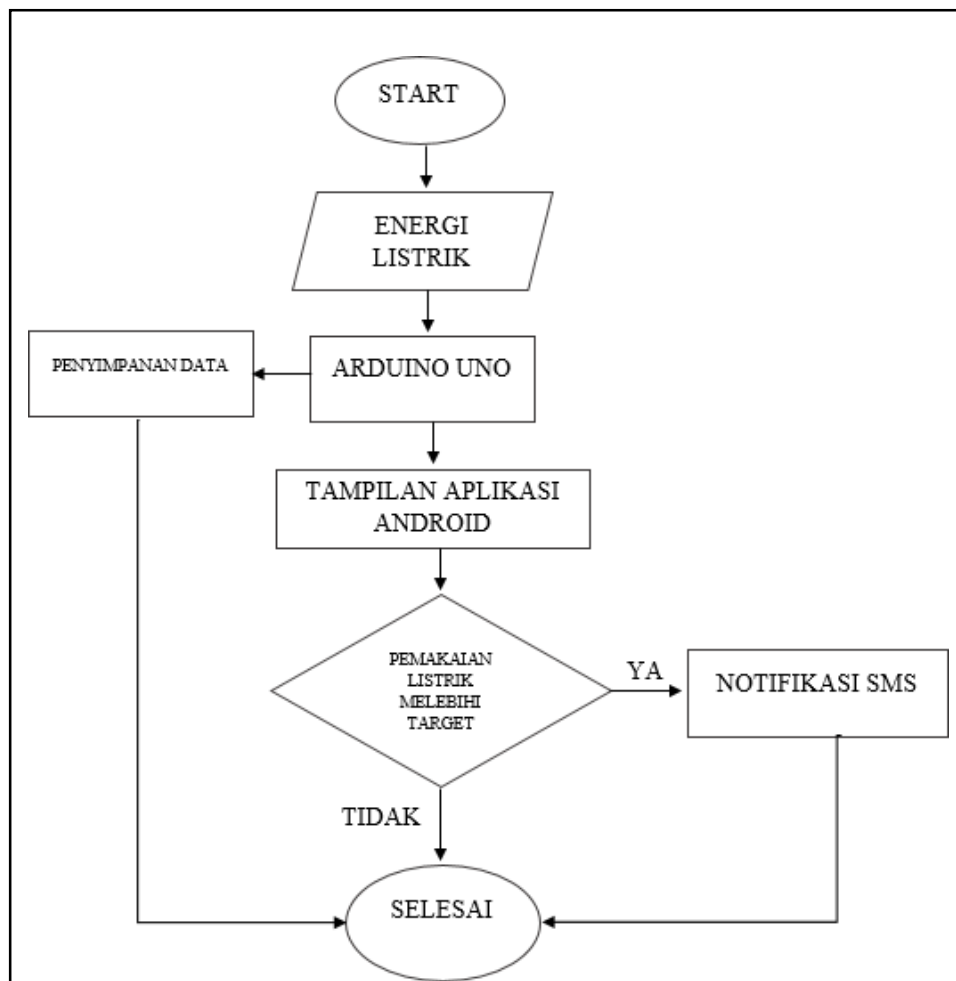 START
ENERGI
LISTRIK
PENYIMPANAN DATA
ARDUINO UNO
TAMPILAN APLIKASI
ANDROID
PEMAKAIAN
LISTRIK
MELEBIHI
TARGET
YA
NOTIFIKASI SMS
TIDAK
SELESAI